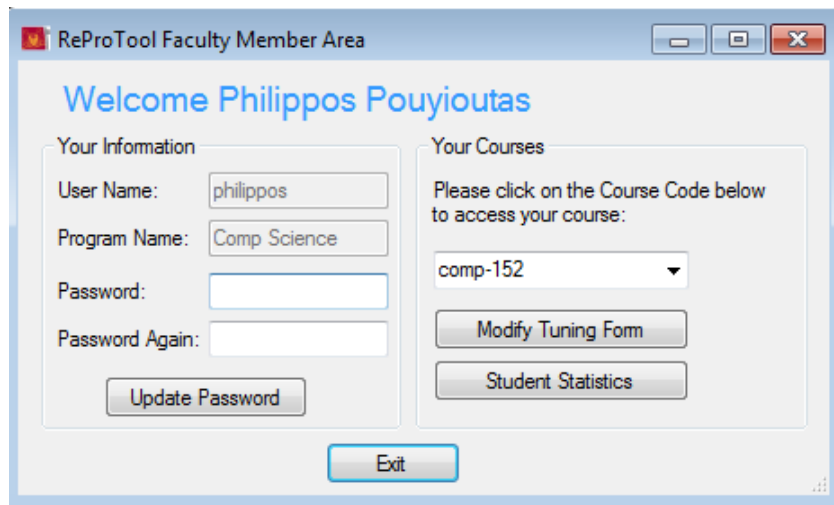 ReProTool Faculty Member Area
Welcome Philippos Pouyioutas
Your Information
User Name: philippos
Program Name: Comp Science
Password:
Password Again:
Update Password
Your Courses
Please click on the Course Code below
to access your course:
comp-152
Modify Tuning Form
Student Statistics
Exit